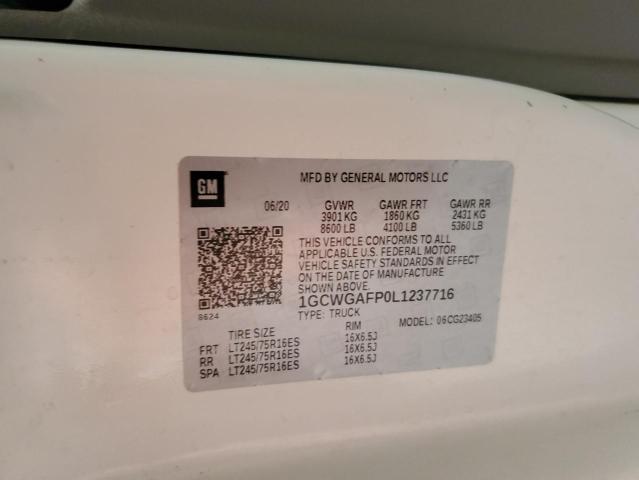 GM
MFD BY GENERAL MOTORS LLC
06/20 GVWR GAWR FRT GAWR RR
3901 KG 1860 KG 2431 KG
8600 LB 4100 LB 5360 LB
THIS VEHICLE CONFORMS TO ALL
APPLICABLE U.S. FEDERAL MOTOR
VEHICLE SAFETY STANDARDS IN EFFECT
ON THE DATE OF MANUFACTURE
SHOWN ABOVE.
1GCWGAFP0L1237716
8624
TYPE: TRUCK MODEL: 06CG23405
TIRE SIZE RIM
FRT LT245/75R16ES 16X6.5J
RR LT245/75R16ES 16X6.5J
SPA LT245/75R16ES 16X6.5J